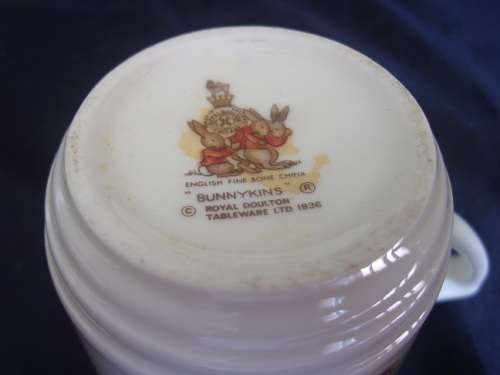 ENGLISH FINE BONE CHINA
"BUNNYKINS" ®
© ROYAL DOULTON
TABLEWARE LTD 1936